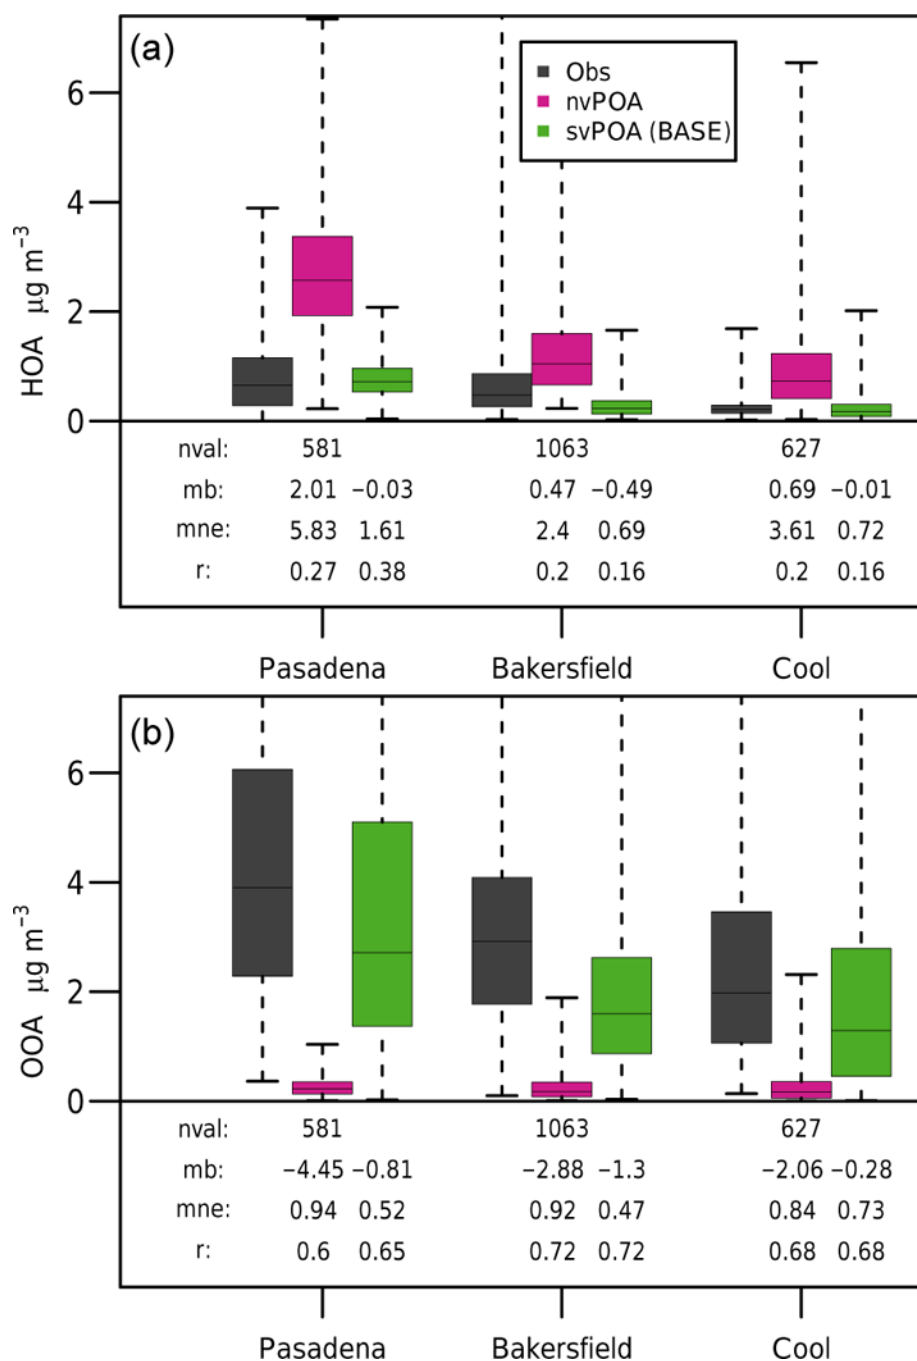 (a)
Obs
nvPOA
svPOA (BASE)
HOA μg m⁻³
6
4
2
0
nval: 581 1063 627
mb: 2.01 −0.03 0.47 −0.49 0.69 −0.01
mne: 5.83 1.61 2.4 0.69 3.61 0.72
r: 0.27 0.38 0.2 0.16 0.2 0.16
Pasadena Bakersfield Cool
(b)
OOA μg m⁻³
6
4
2
0
nval: 581 1063 627
mb: −4.45 −0.81 −2.88 −1.3 −2.06 −0.28
mne: 0.94 0.52 0.92 0.47 0.84 0.73
r: 0.6 0.65 0.72 0.72 0.68 0.68
Pasadena Bakersfield Cool